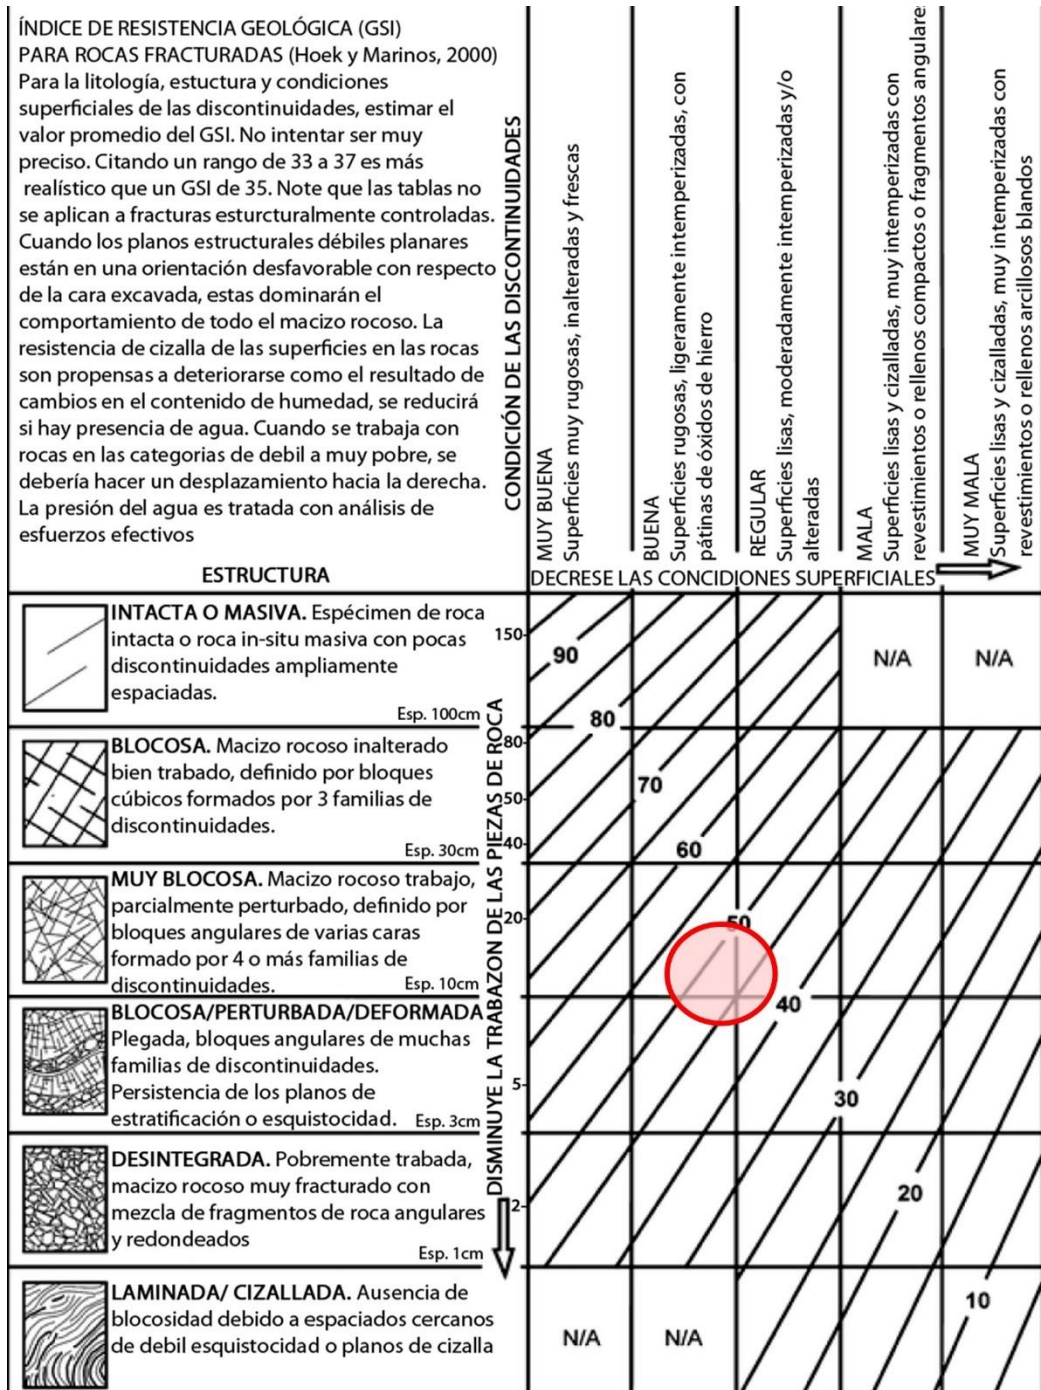 ÍNDICE DE RESISTENCIA GEOLÓGICA (GSI)
PARA ROCAS FRACTURADAS (Hoek y Marinos, 2000)
Para la litología, estuctura y condiciones
superficiales de las discontinuidades, estimar el
valor promedio del GSI. No intentar ser muy
preciso. Citando un rango de 33 a 37 es más
realístico que un GSI de 35. Note que las tablas no
se aplican a fracturas esturcturalmente controladas.
Cuando los planos estructurales débiles planares
están en una orientación desfavorable con respecto
de la cara excavada, estas dominarán el
comportamiento de todo el macizo rocoso. La
resistencia de cizalla de las superficies en las rocas
son propensas a deteriorarse como el resultado de
cambios en el contenido de humedad, se reducirá
si hay presencia de agua. Cuando se trabaja con
rocas en las categorias de debil a muy pobre, se
debería hacer un desplazamiento hacia la derecha.
La presión del agua es tratada con análisis de
esfuerzos efectivos
CONDICIÓN DE LAS DISCONTINUIDADES
MUY BUENA
Superficies muy rugosas, inalteradas y frescas
BUENA
Superficies rugosas, ligeramente intemperizadas, con
pátinas de óxidos de hierro
REGULAR
Superficies lisas, moderadamente intemperizadas y/o
alteradas
MALA
Superficies lisas y cizalladas, muy intemperizadas con
revestimientos o rellenos compactos o fragmentos angulare
MUY MALA
Superficies lisas y cizalladas, muy intemperizadas con
revestimientos o rellenos arcillosos blandos
ESTRUCTURA
DECRESE LAS CONCIDIONES SUPERFICIALES
INTACTA O MASIVA. Espécimen de roca
intacta o roca in-situ masiva con pocas
discontinuidades ampliamente
espaciadas.
Esp. 100cm
BLOCOSA. Macizo rocoso inalterado
bien trabado, definido por bloques
cúbicos formados por 3 familias de
discontinuidades.
Esp. 30cm
MUY BLOCOSA. Macizo rocoso trabajo,
parcialmente perturbado, definido por
bloques angulares de varias caras
formado por 4 o más familias de
discontinuidades.
Esp. 10cm
BLOCOSA/PERTURBADA/DEFORMADA
Plegada, bloques angulares de muchas
familias de discontinuidades.
Persistencia de los planos de
estratificación o esquistocidad. Esp. 3cm
DESINTEGRADA. Pobremente trabada,
macizo rocoso muy fracturado con
mezcla de fragmentos de roca angulares
y redondeados
Esp. 1cm
LAMINADA/ CIZALLADA. Ausencia de
blocosidad debido a espaciados cercanos
de debil esquistocidad o planos de cizalla
DISMINUYE LA TRABAZON DE LAS PIEZAS DE ROCA
150
80
50
40
20
5
2
90
80
70
60
50
40
30
20
10
N/A
N/A
N/A
N/A